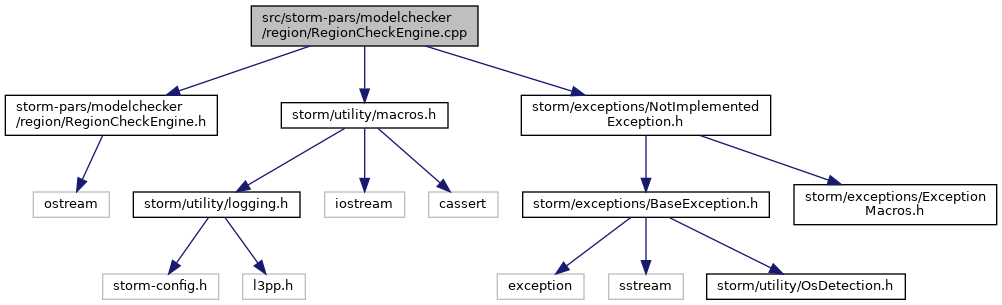 src/storm-pars/modelchecker
/region/RegionCheckEngine.cpp
storm-pars/modelchecker
/region/RegionCheckEngine.h
storm/utility/macros.h
storm/exceptions/NotImplemented
Exception.h
ostream
storm/utility/logging.h
iostream
cassert
storm/exceptions/BaseException.h
storm/exceptions/Exception
Macros.h
storm-config.h
l3pp.h
exception
sstream
storm/utility/OsDetection.h